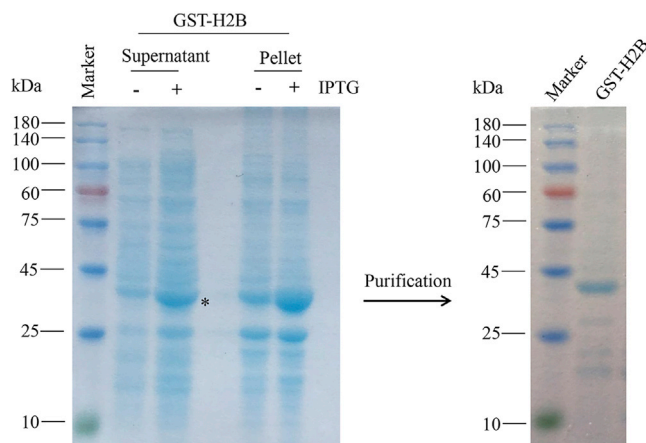 GST-H2B
Supernatant
Pellet
kDa
Marker
-
+
-
+
IPTG
180
140
100
60
75
45
25
10
*
Purification
kDa
Marker
GST-H2B
180
140
100
60
75
45
25
10